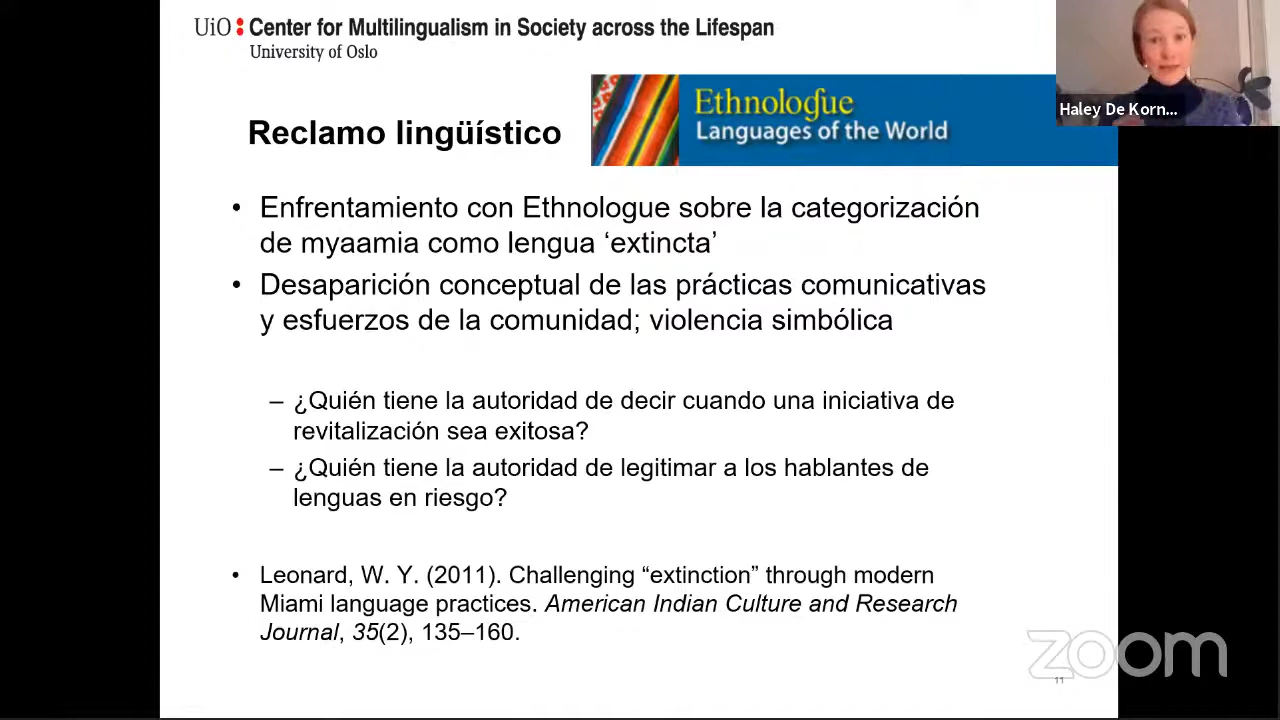 UiO : Center for Multilingualism in Society across the Lifespan
University of Oslo
Haley De Korn...
Ethnologue
Languages of the World
Reclamo lingüístico
• Enfrentamiento con Ethnologue sobre la categorización
de myaamia como lengua ‘extincta’
• Desaparición conceptual de las prácticas comunicativas
y esfuerzos de la comunidad; violencia simbólica
– ¿Quién tiene la autoridad de decir cuando una iniciativa de
revitalización sea exitosa?
– ¿Quién tiene la autoridad de legitimar a los hablantes de
lenguas en riesgo?
• Leonard, W. Y. (2011). Challenging “extinction” through modern
Miami language practices. American Indian Culture and Research
Journal, 35(2), 135–160.
zoom
11